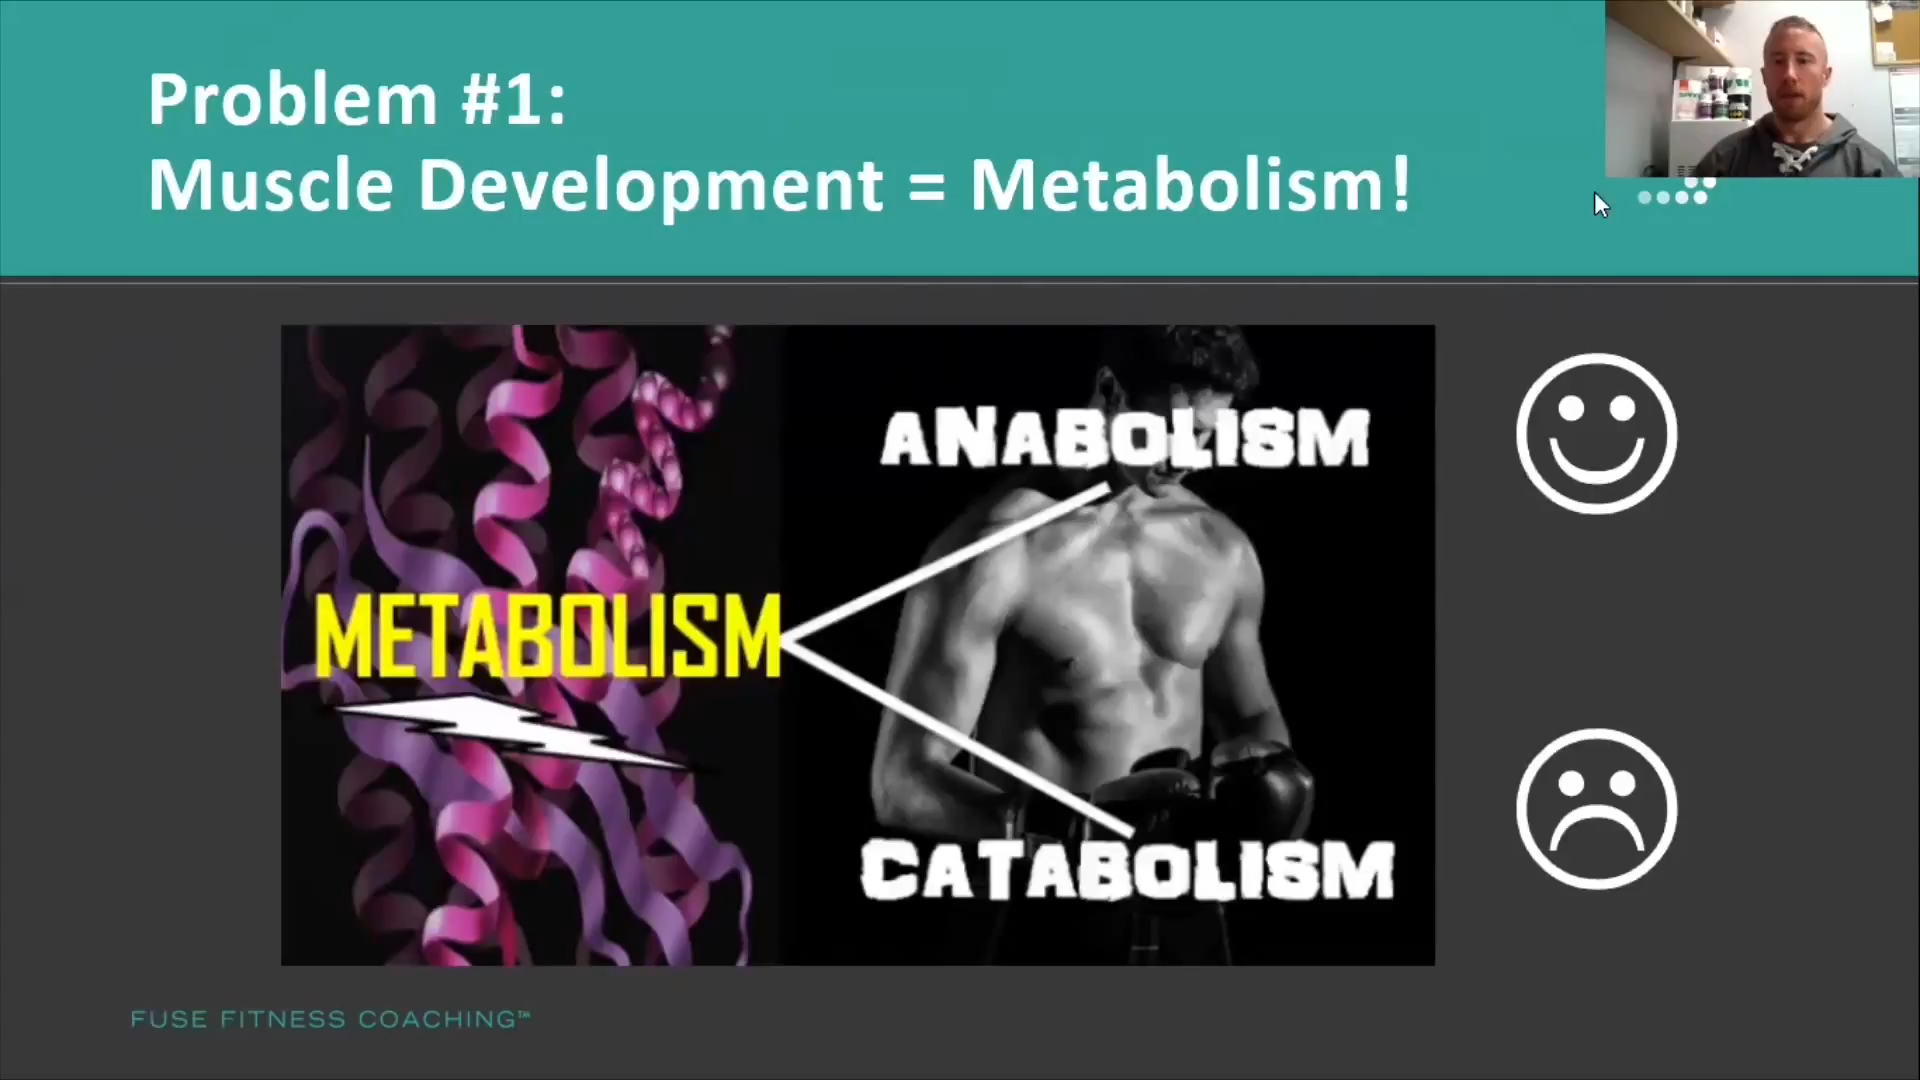 Problem #1:
Muscle Development = Metabolism!
ANABOLISM
METABOLISM
CATABOLISM
FUSE FITNESS COACHING™